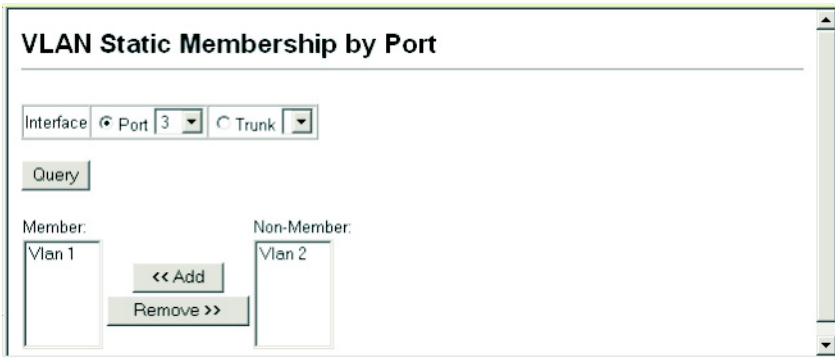 VLAN Static Membership by Port
Interface Port 3 Trunk
Query
Member: Non-Member:
Vlan 1 Vlan 2
<< Add
Remove >>